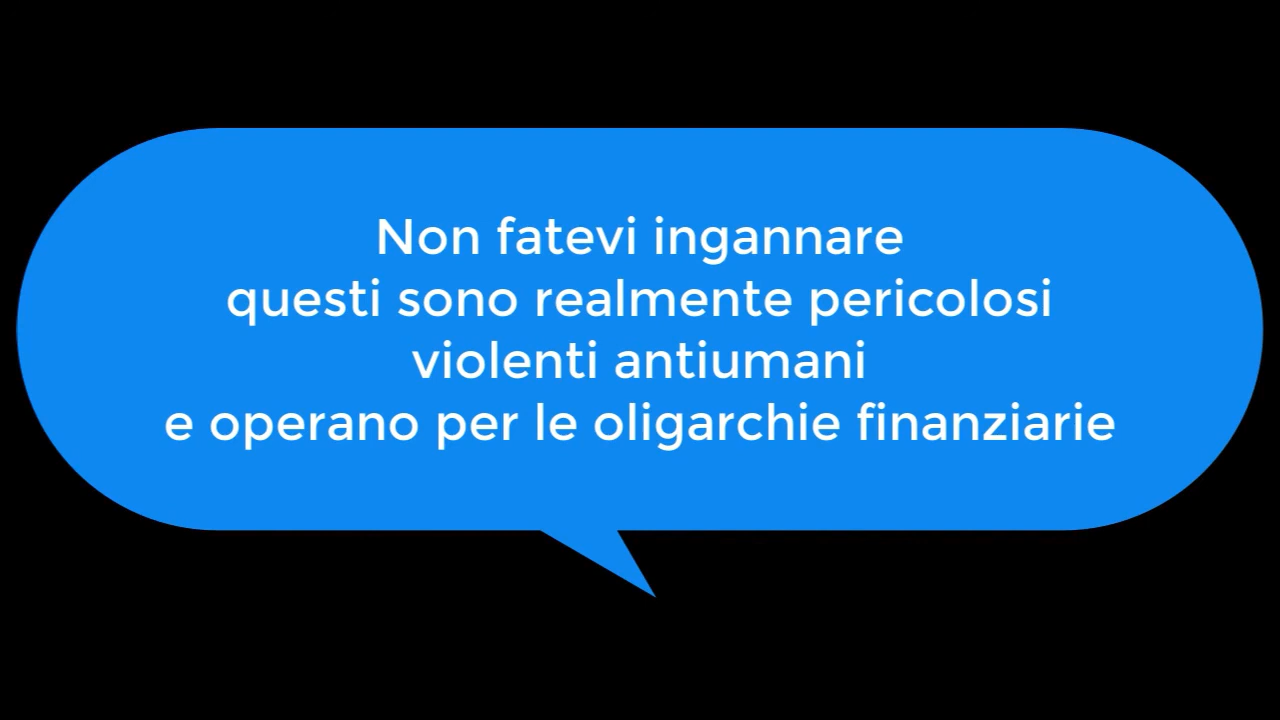 Non fatevi ingannare
questi sono realmente pericolosi
violenti antiumani
e operano per le oligarchie finanziarie